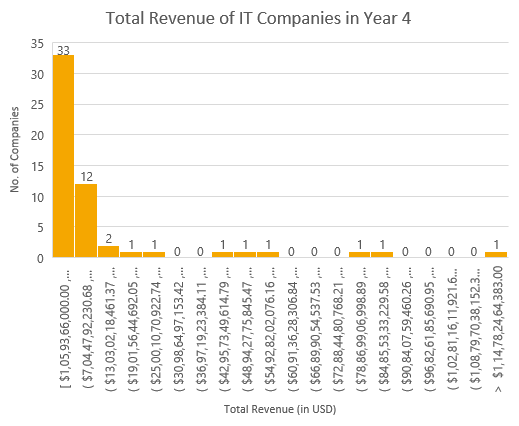 Total Revenue of IT Companies in Year 4
No. of Companies
35
30
25
20
15
10
5
0
33
12
2
1
1
0
0
1
1
1
0
0
0
1
1
0
0
0
0
1
[ $1,05,93,66,000.00 ,...
( $7,04,47,92,230.68 ,...
( $13,03,02,18,461.37 ,...
( $19,01,56,44,692.05 ,...
( $25,00,10,70,922.74 ,...
( $30,98,64,97,153.42 ,...
( $36,97,19,23,384.11 ,...
( $42,95,73,49,614.79 ,...
( $48,94,27,75,845.47 ,...
( $54,92,82,02,076.16 ,...
( $60,91,36,28,306.84 ,...
( $66,89,90,54,537.53 ,...
( $72,88,44,80,768.21 ,...
( $78,86,99,06,998.89 ,...
( $84,85,53,33,229.58 ,...
( $90,84,07,59,460.26 ,...
( $96,82,61,85,690.95 ,...
( $1,02,81,16,11,921.6...
( $1,08,79,70,38,152.3...
> $1,14,78,24,64,383.00
Total Revenue (in USD)